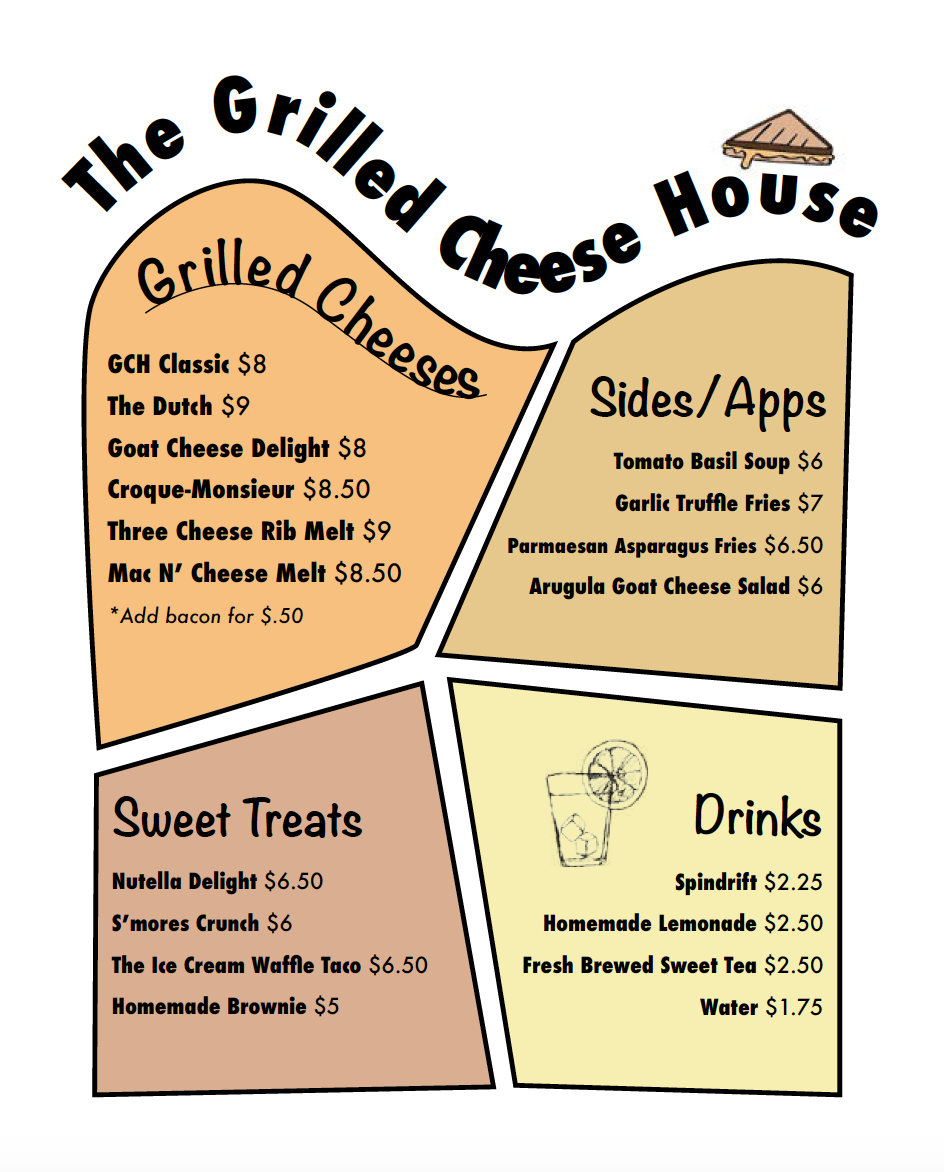 The Grilled Cheese House
Grilled Cheeses
GCH Classic $8
The Dutch $9
Goat Cheese Delight $8
Croque-Monsieur $8.50
Three Cheese Rib Melt $9
Mac N’ Cheese Melt $8.50
*Add bacon for $.50
Sides/Apps
Tomato Basil Soup $6
Garlic Truffle Fries $7
Parmaesan Asparagus Fries $6.50
Arugula Goat Cheese Salad $6
Sweet Treats
Nutella Delight $6.50
S’mores Crunch $6
The Ice Cream Waffle Taco $6.50
Homemade Brownie $5
Drinks
Spindrift $2.25
Homemade Lemonade $2.50
Fresh Brewed Sweet Tea $2.50
Water $1.75